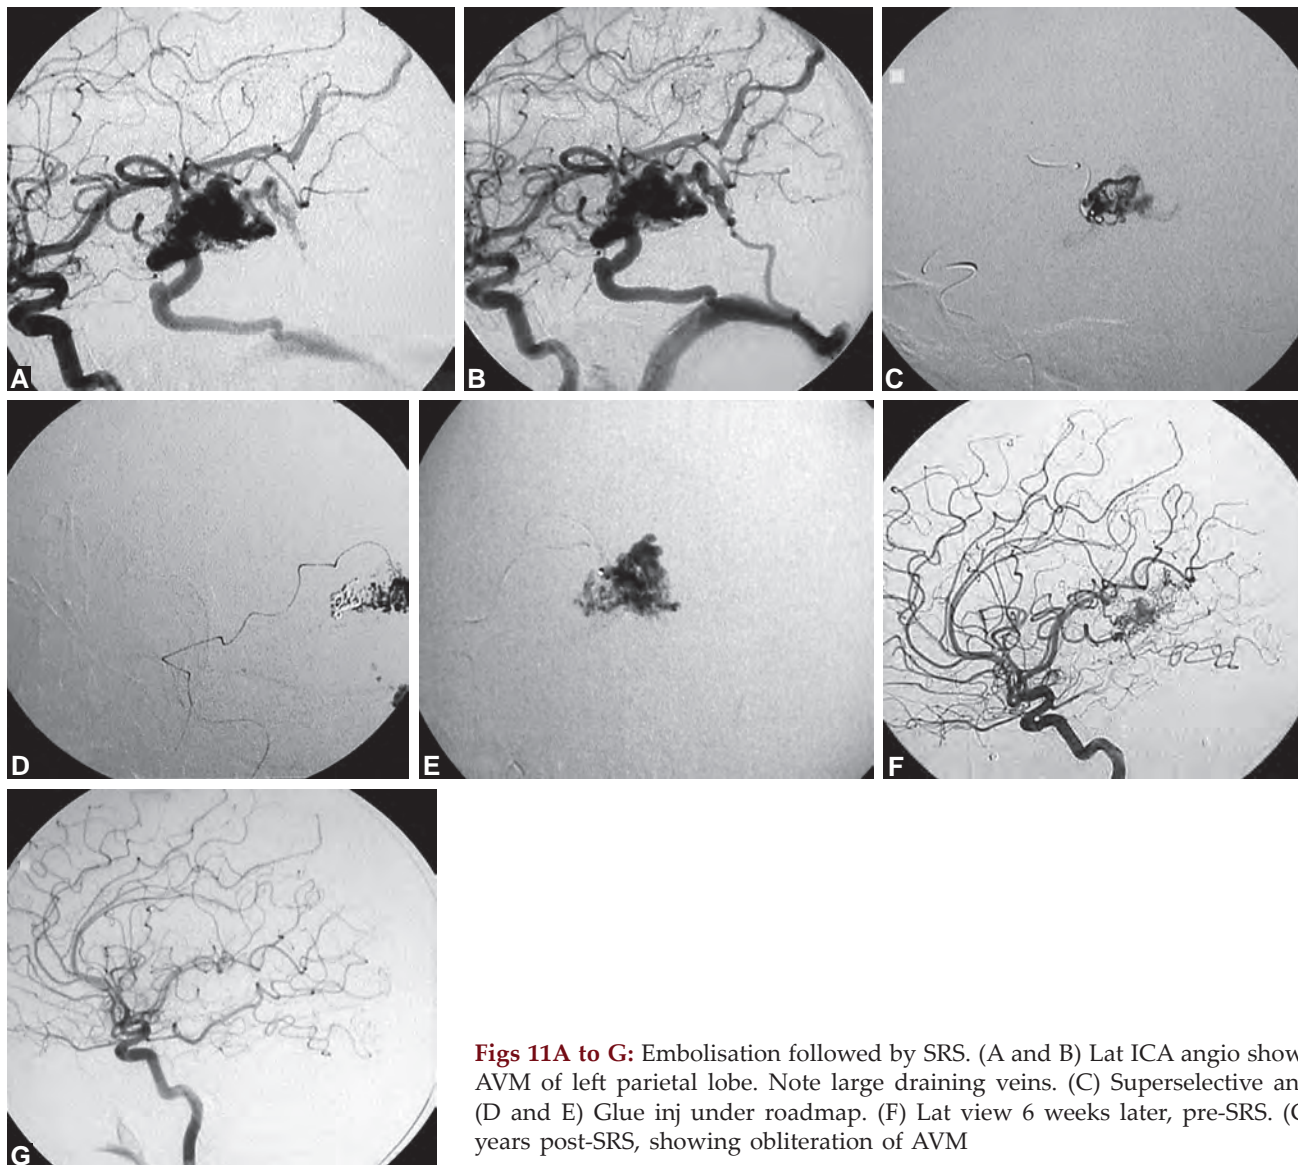 A
B
C
D
E
F
G
Figs 11A to G: Embolisation followed by SRS. (A and B) Lat ICA angio show
AVM of left parietal lobe. Note large draining veins. (C) Superselective an
(D and E) Glue inj under roadmap. (F) Lat view 6 weeks later, pre-SRS. (
years post-SRS, showing obliteration of AVM